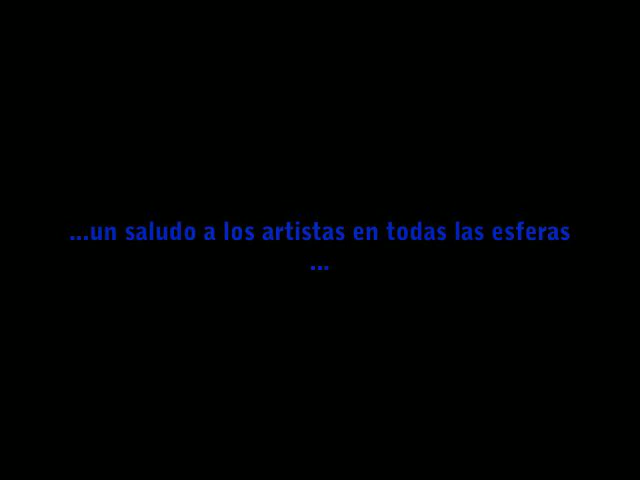 ...un saludo a los artistas en todas las esferas
...